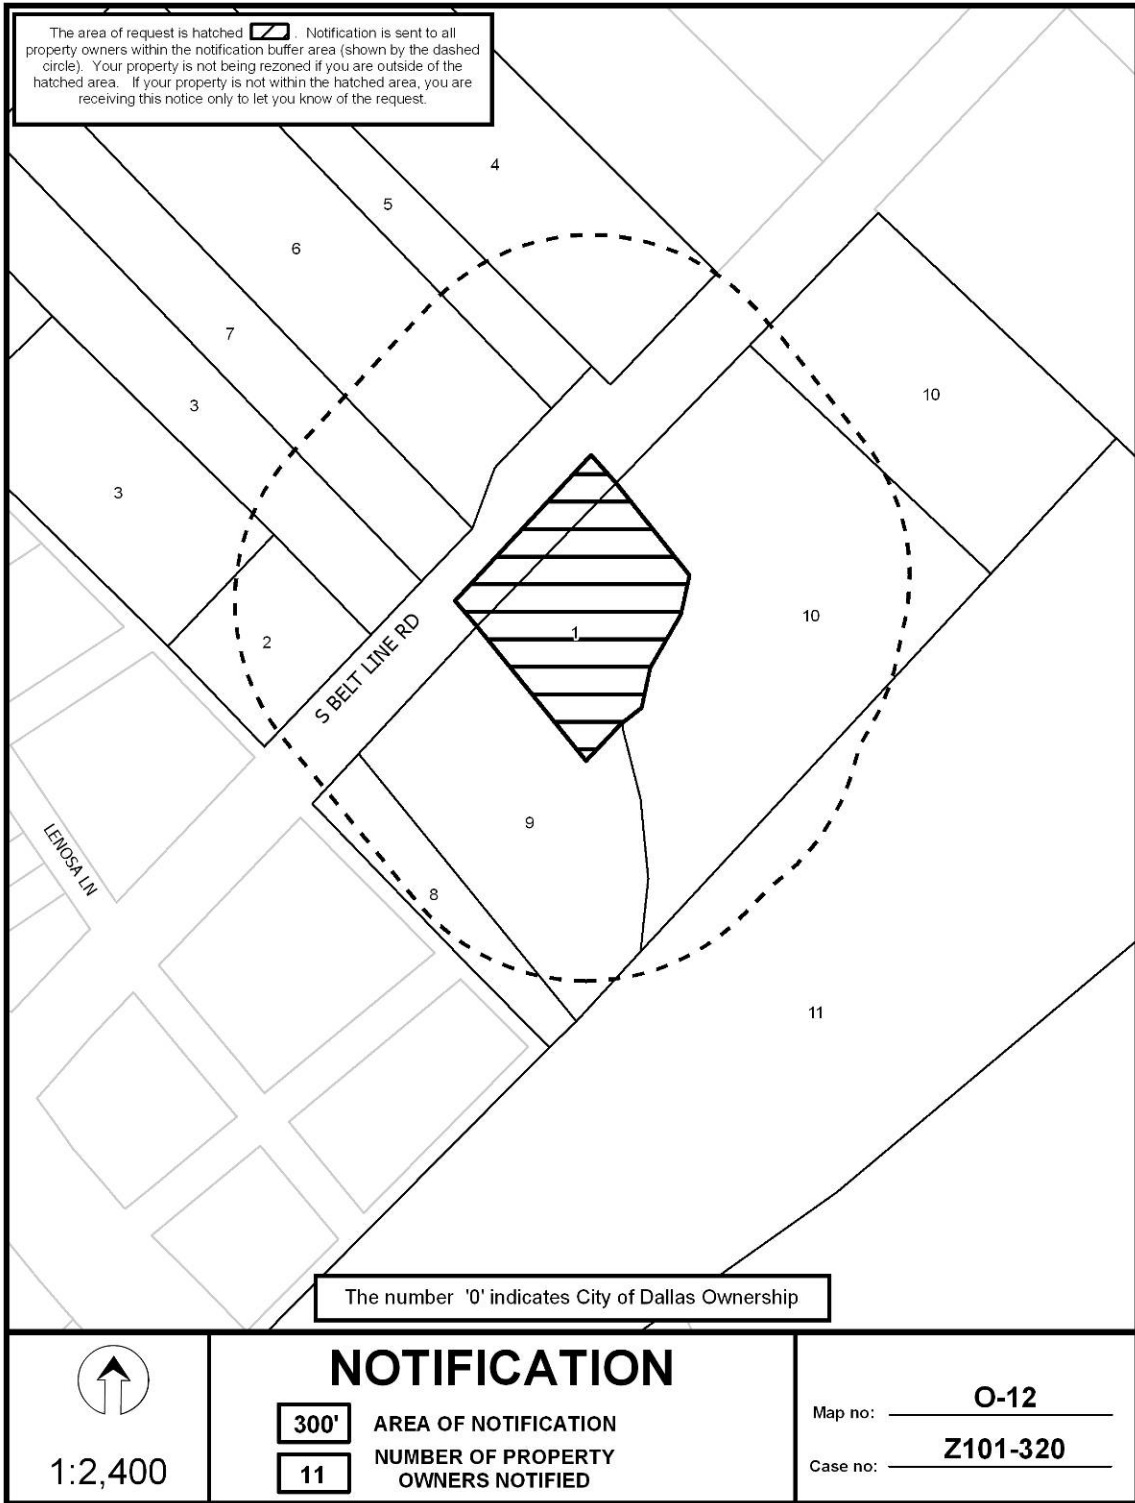 The area of request is hatched . Notification is sent to all
property owners within the notification buffer area (shown by the dashed
circle). Your property is not being rezoned if you are outside of the
hatched area. If your property is not within the hatched area, you are
receiving this notice only to let you know of the request.
4
5
6
7
3
10
3
10
1
2
S BELT LINE RD
9
LENOSA LN
8
11
The number '0' indicates City of Dallas Ownership
1:2,400
NOTIFICATION
300' AREA OF NOTIFICATION
11 NUMBER OF PROPERTY
OWNERS NOTIFIED
Map no: O-12
Case no: Z101-320